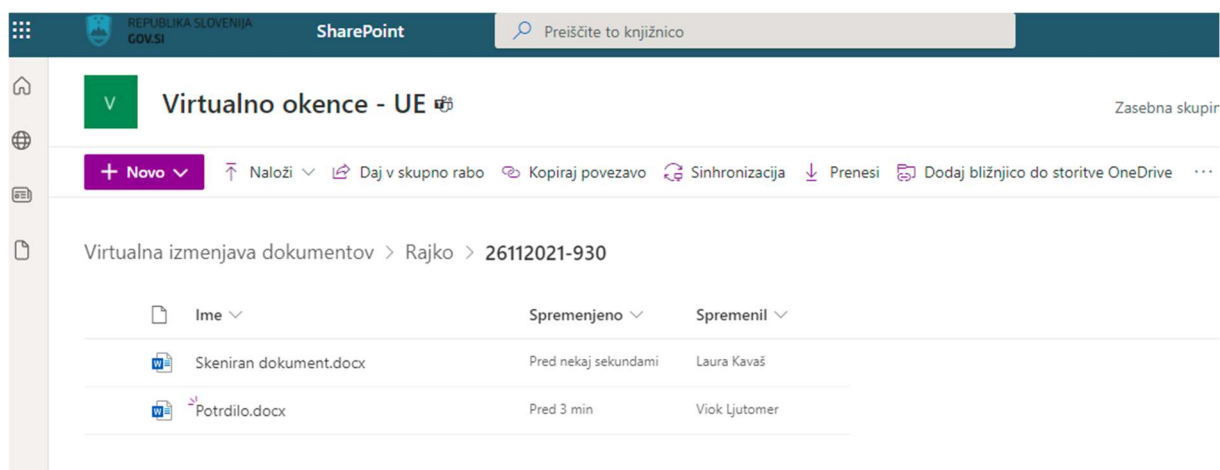 REPUBLIKA SLOVENIJA
GOV.SI
SharePoint
Preiščite to knjižnico
V
Virtualno okence - UE
Zasebna skupir
+ Novo
Naloži
Daj v skupno rabo
Kopiraj povezavo
Sinhronizacija
Prenesi
Dodaj bližnjico do storitve OneDrive
...
Virtualna izmenjava dokumentov > Rajko > 26112021-930
Ime Spremenjeno Spremenil
Skeniran dokument.docx Pred nekaj sekundami Laura Kavaš
Potrdilo.docx Pred 3 min Viok Ljutomer